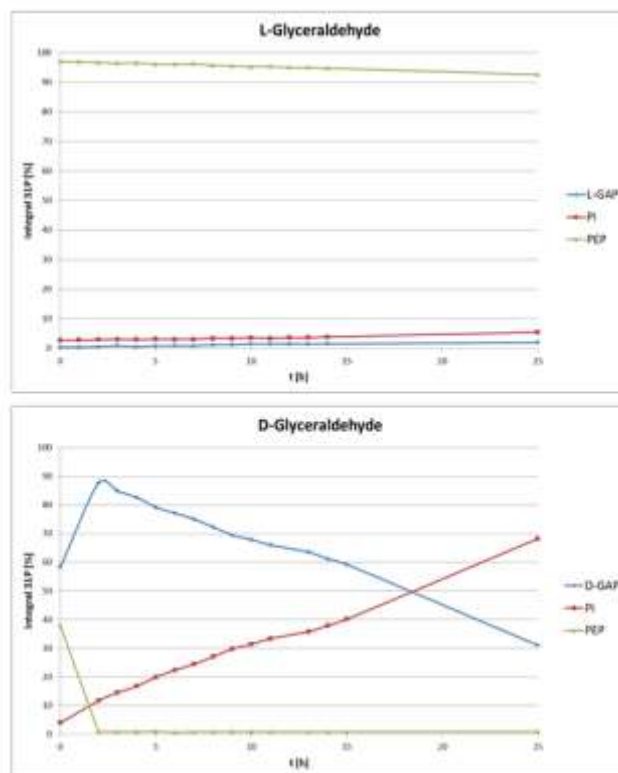 L-Glyceraldehyde
100
90
80
70
60
50
40
30
20
10
0
Integral 31P [%]
0 5 10 15 20 25
t [h]
L-GAP
Pi
PEP
D-Glyceraldehyde
100
90
80
70
60
50
40
30
20
10
0
Integral 31P [%]
0 5 10 15 20 25
t [h]
D-GAP
Pi
PEP